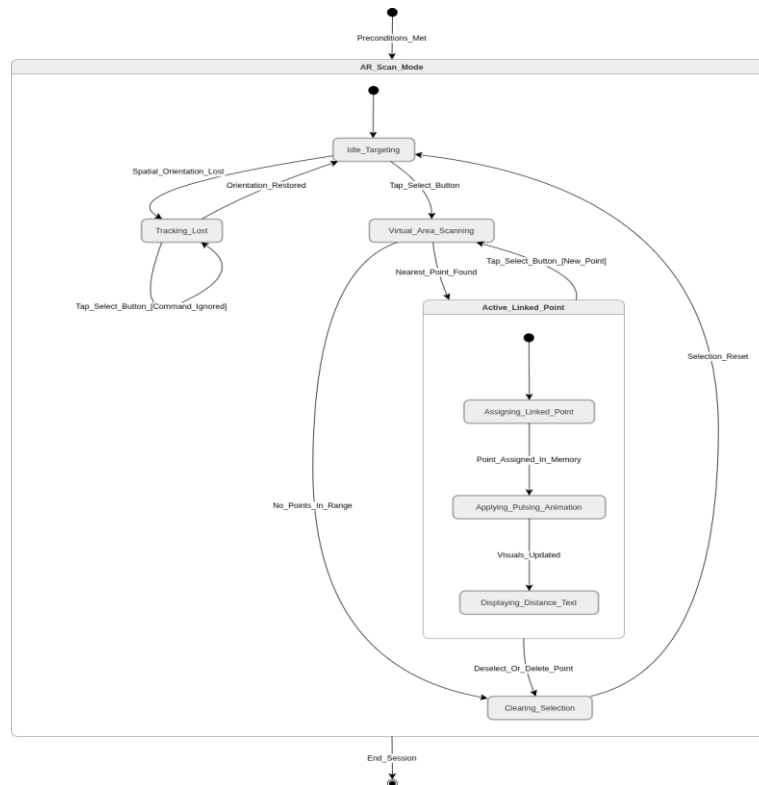 Preconditions_Met
AR_Scan_Mode
Idle_Targeting
Spatial_Orientation_Lost
Orientation_Restored
Tap_Select_Button
Tracking_Lost
Virtual_Area_Scanning
Tap_Select_Button_[New_Point]
Nearest_Point_Found
Tap_Select_Button_[Command_Ignored]
Active_Linked_Point
Selection_Reset
Assigning_Linked_Point
Point_Assigned_In_Memory
No_Points_In_Range
Applying_Pulsing_Animation
Visuals_Updated
Displaying_Distance_Text
Deselect_Or_Delete_Point
Clearing_Selection
End_Session